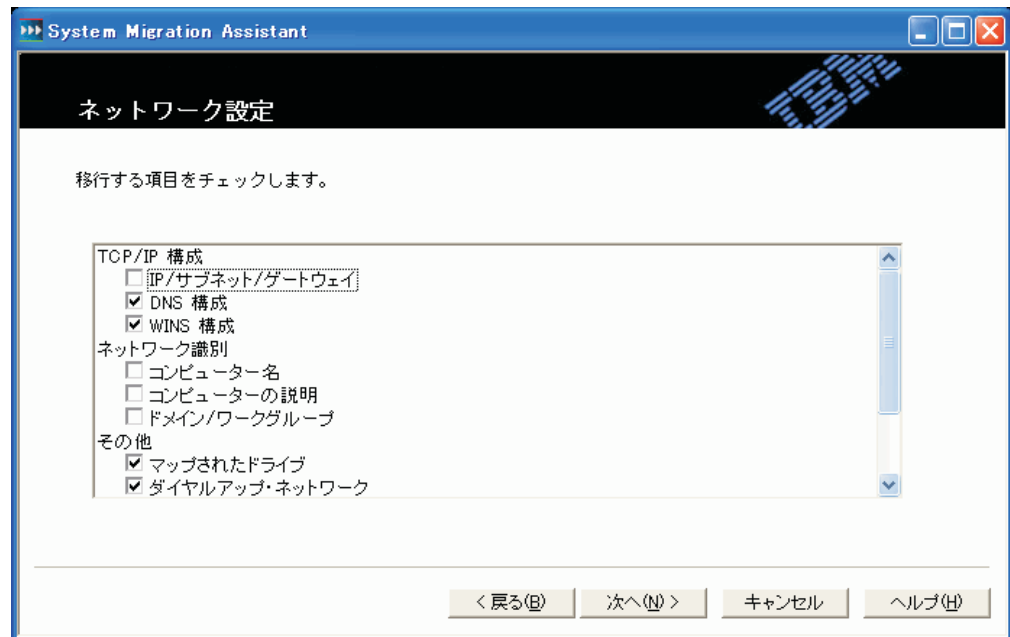 System Migration Assistant
ネットワーク設定
IBM
移行する項目をチェックします。
TCP/IP 構成
IP/サブネット/ゲートウェイ
DNS 構成
WINS 構成
ネットワーク識別
コンピューター名
コンピューターの説明
ドメイン/ワークグループ
その他
マップされたドライブ
ダイヤルアップ・ネットワーク
< 戻る(B) 次へ(N) > キャンセル ヘルプ(H)